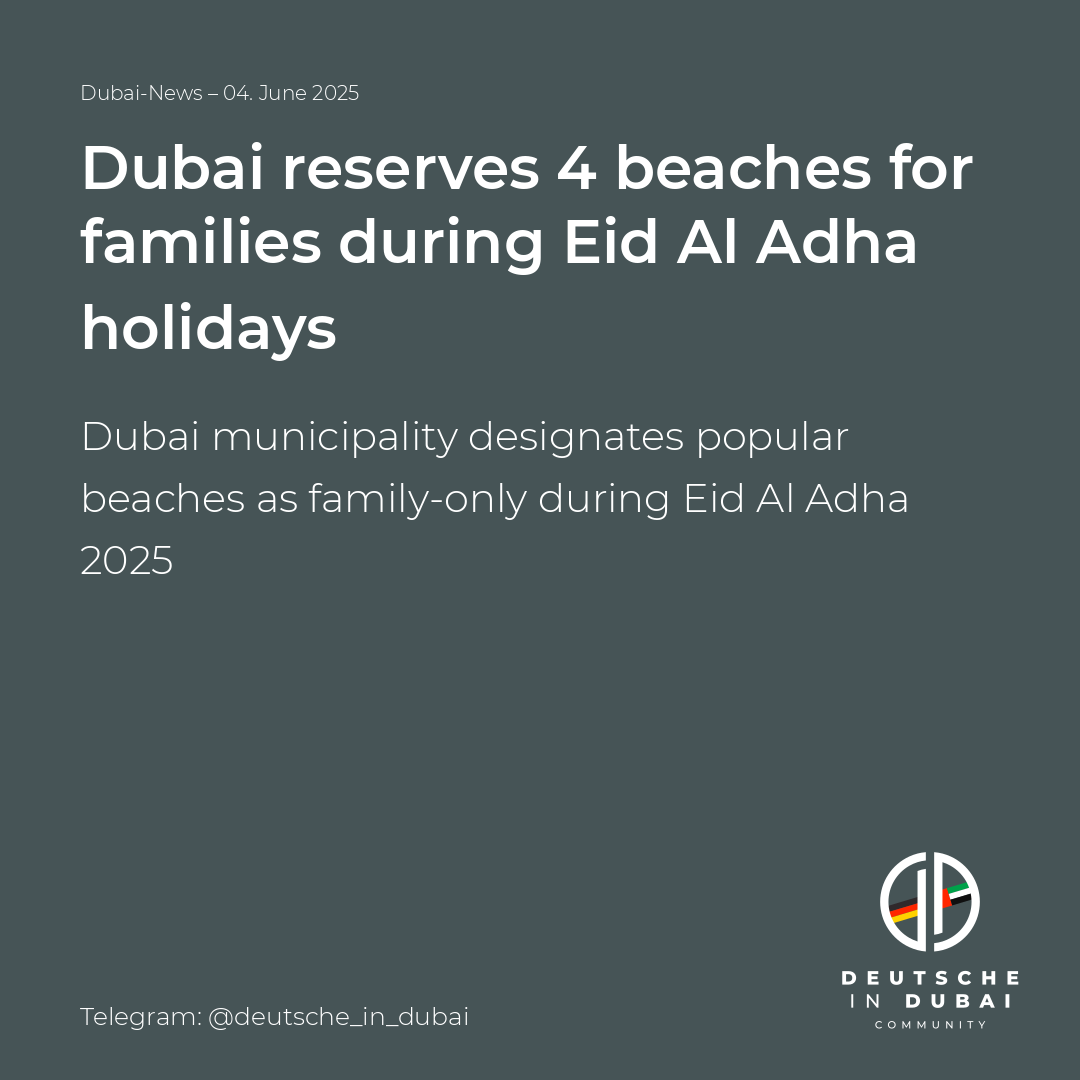 Dubai-News – 04. June 2025
Dubai reserves 4 beaches for
families during Eid Al Adha
holidays
Dubai municipality designates popular
beaches as family-only during Eid Al Adha
2025
DEUTSCHE
IN DUBAI
COMMUNITY
Telegram: @deutsche_in_dubai